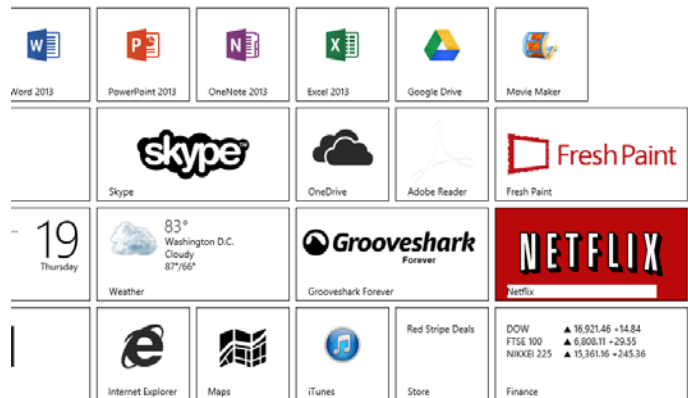 Word 2013
PowerPoint 2013
OneNote 2013
Excel 2013
Google Drive
Movie Maker
skype
Skype
OneDrive
Adobe Reader
Fresh Paint
Fresh Paint
19
Thursday
83°
Washington D.C.
Cloudy
87°/66°
Weather
Grooveshark
Forever
Grooveshark Forever
NETFLIX
Netflix
Internet Explorer
Maps
iTunes
Red Stripe Deals
Store
DOW ▲ 16,921.46 +14.84
FTSE 100 ▲ 6,808.11 +29.55
NIKKEI 225 ▲ 15,361.16 +245.36
Finance